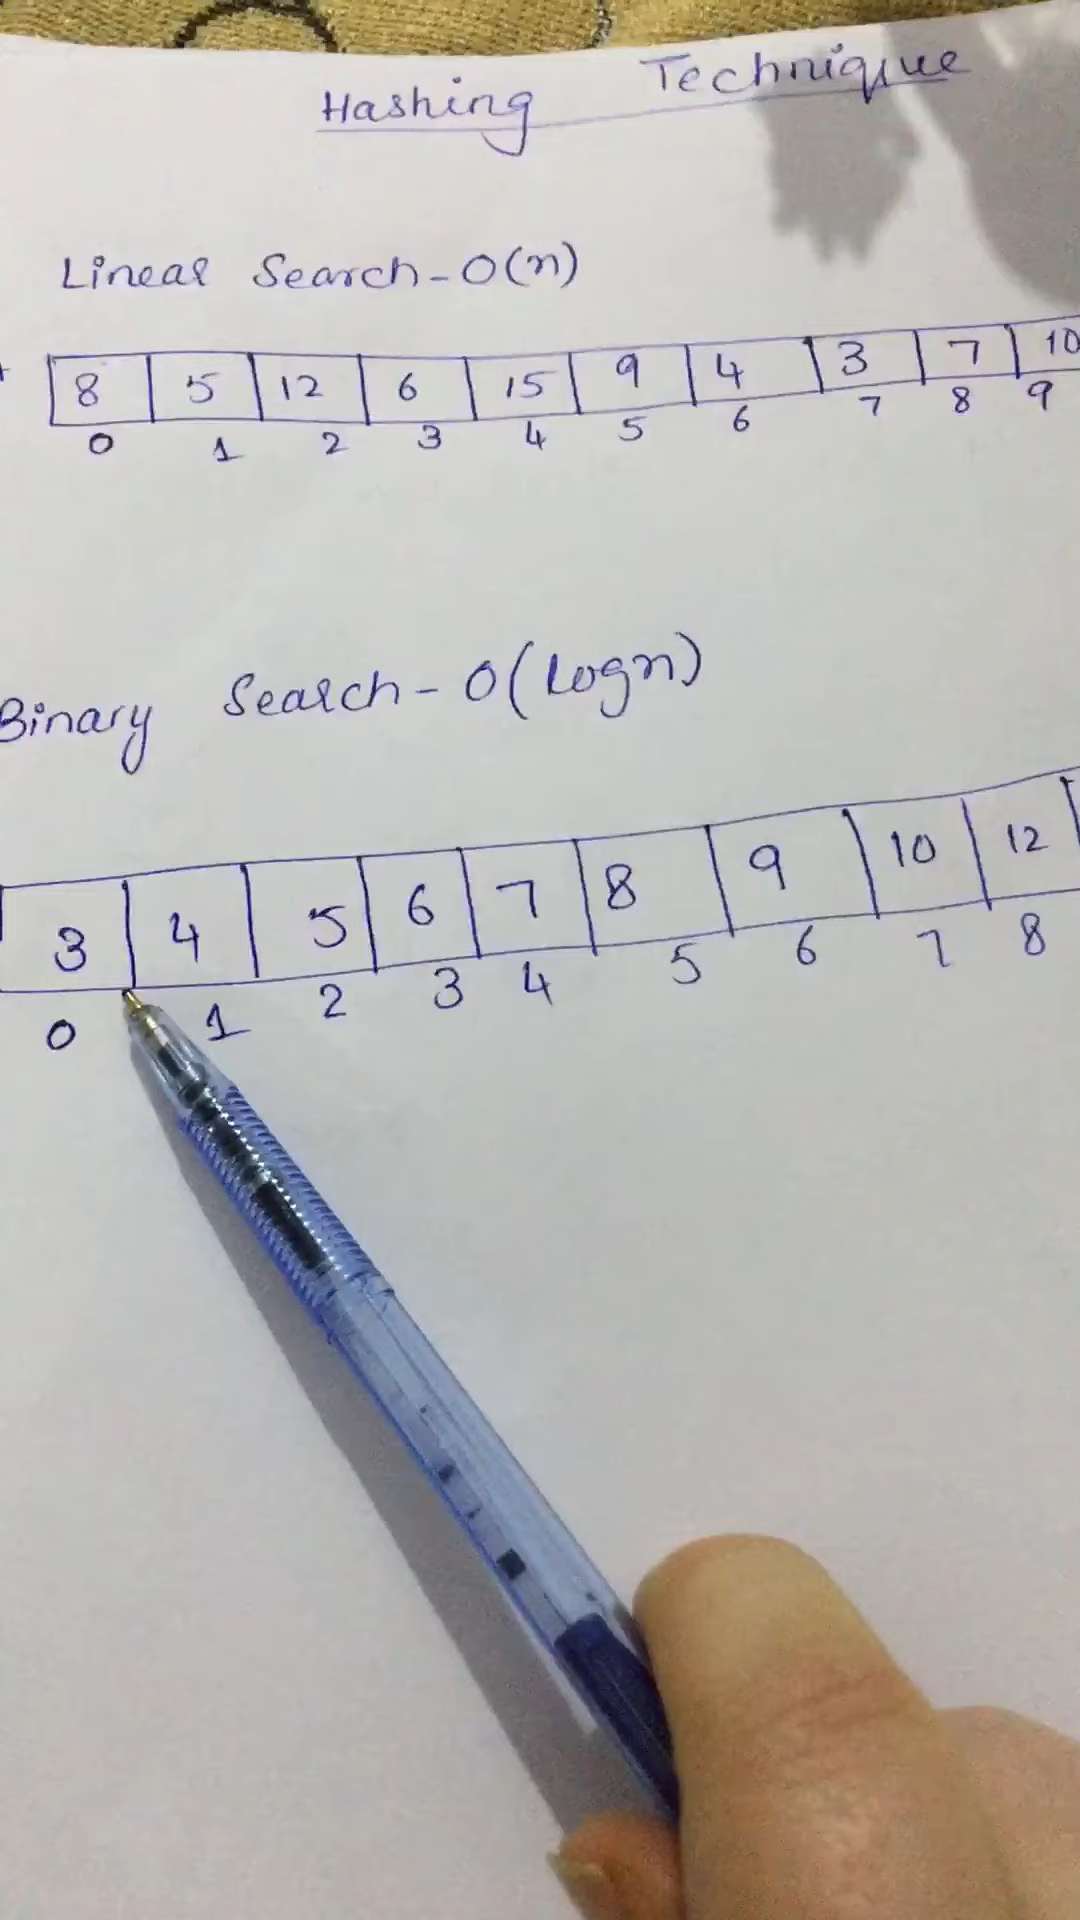 Hashing Technique
Linear Search - O(n)
8 5 12 6 15 9 4 3 7 10
0 1 2 3 4 5 6 7 8 9
Binary Search - O(logn)
3 4 5 6 7 8 9 10 12
0 1 2 3 4 5 6 7 8